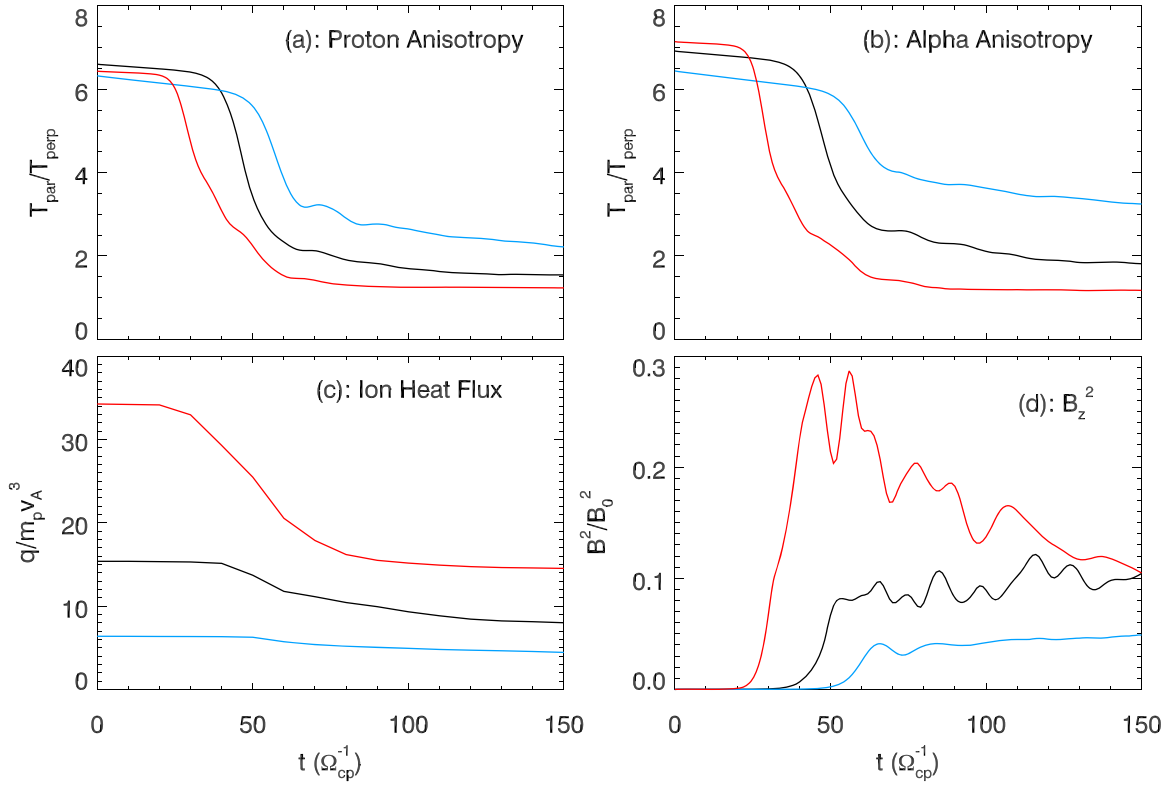 (a): Proton Anisotropy
T_par/T_perp
8
6
4
2
0
(b): Alpha Anisotropy
T_par/T_perp
8
6
4
2
0
(c): Ion Heat Flux
q/m_p v_A^3
40
30
20
10
0
0 50 100 150
t (Ω_cp^-1)
(d): B_z^2
B^2/B_0^2
0.3
0.2
0.1
0.0
0 50 100 150
t (Ω_cp^-1)